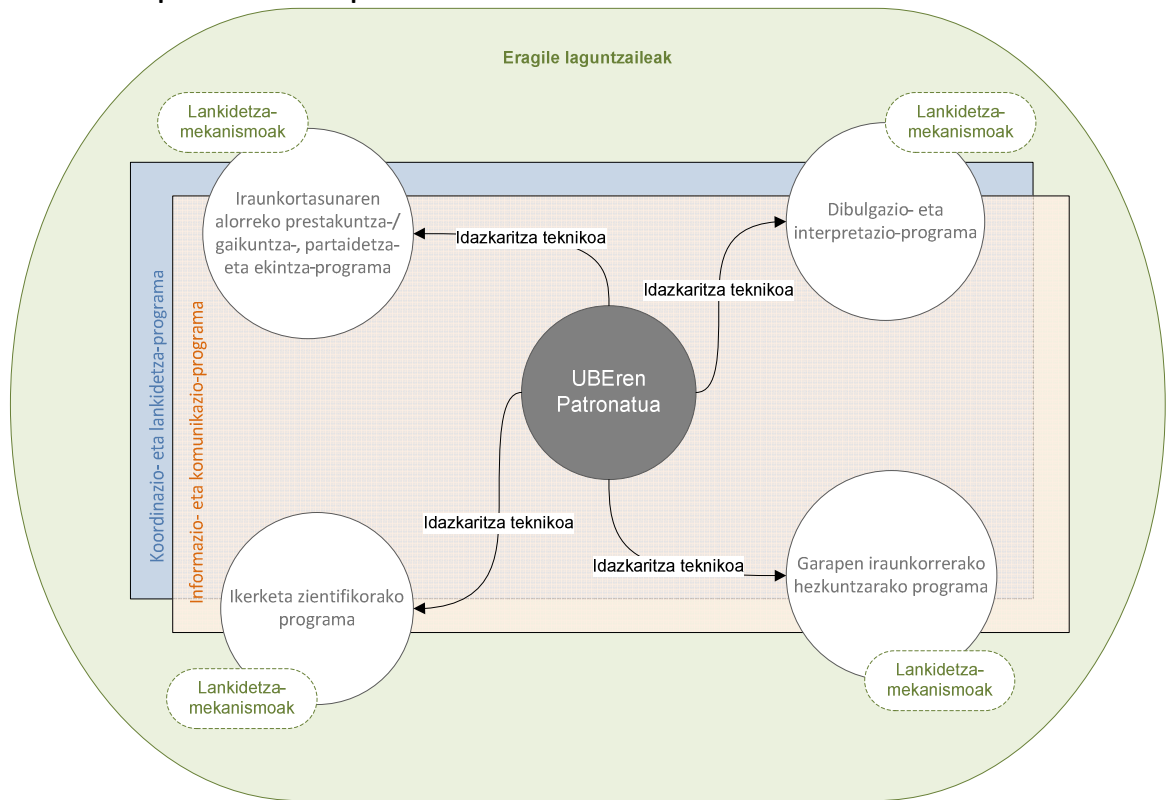 Eragile laguntzaileak
Lankidetza-
mekanismoak
Lankidetza-
mekanismoak
Iraunkortasunaren
alorreko prestakuntza-/
gaikuntza-, partaidetza-
eta ekintza-programa
Dibulgazio- eta
interpretazio-programa
Idazkaritza teknikoa
Idazkaritza teknikoa
Koordinazio- eta lankidetza-programa
Informazio- eta komunikazio-programa
UBEren
Patronatua
Idazkaritza teknikoa
Idazkaritza teknikoa
Garapen iraunkorrerako
hezkuntzarako programa
Ikerketa zientifikorako
programa
Lankidetza-
mekanismoak
Lankidetza-
mekanismoak